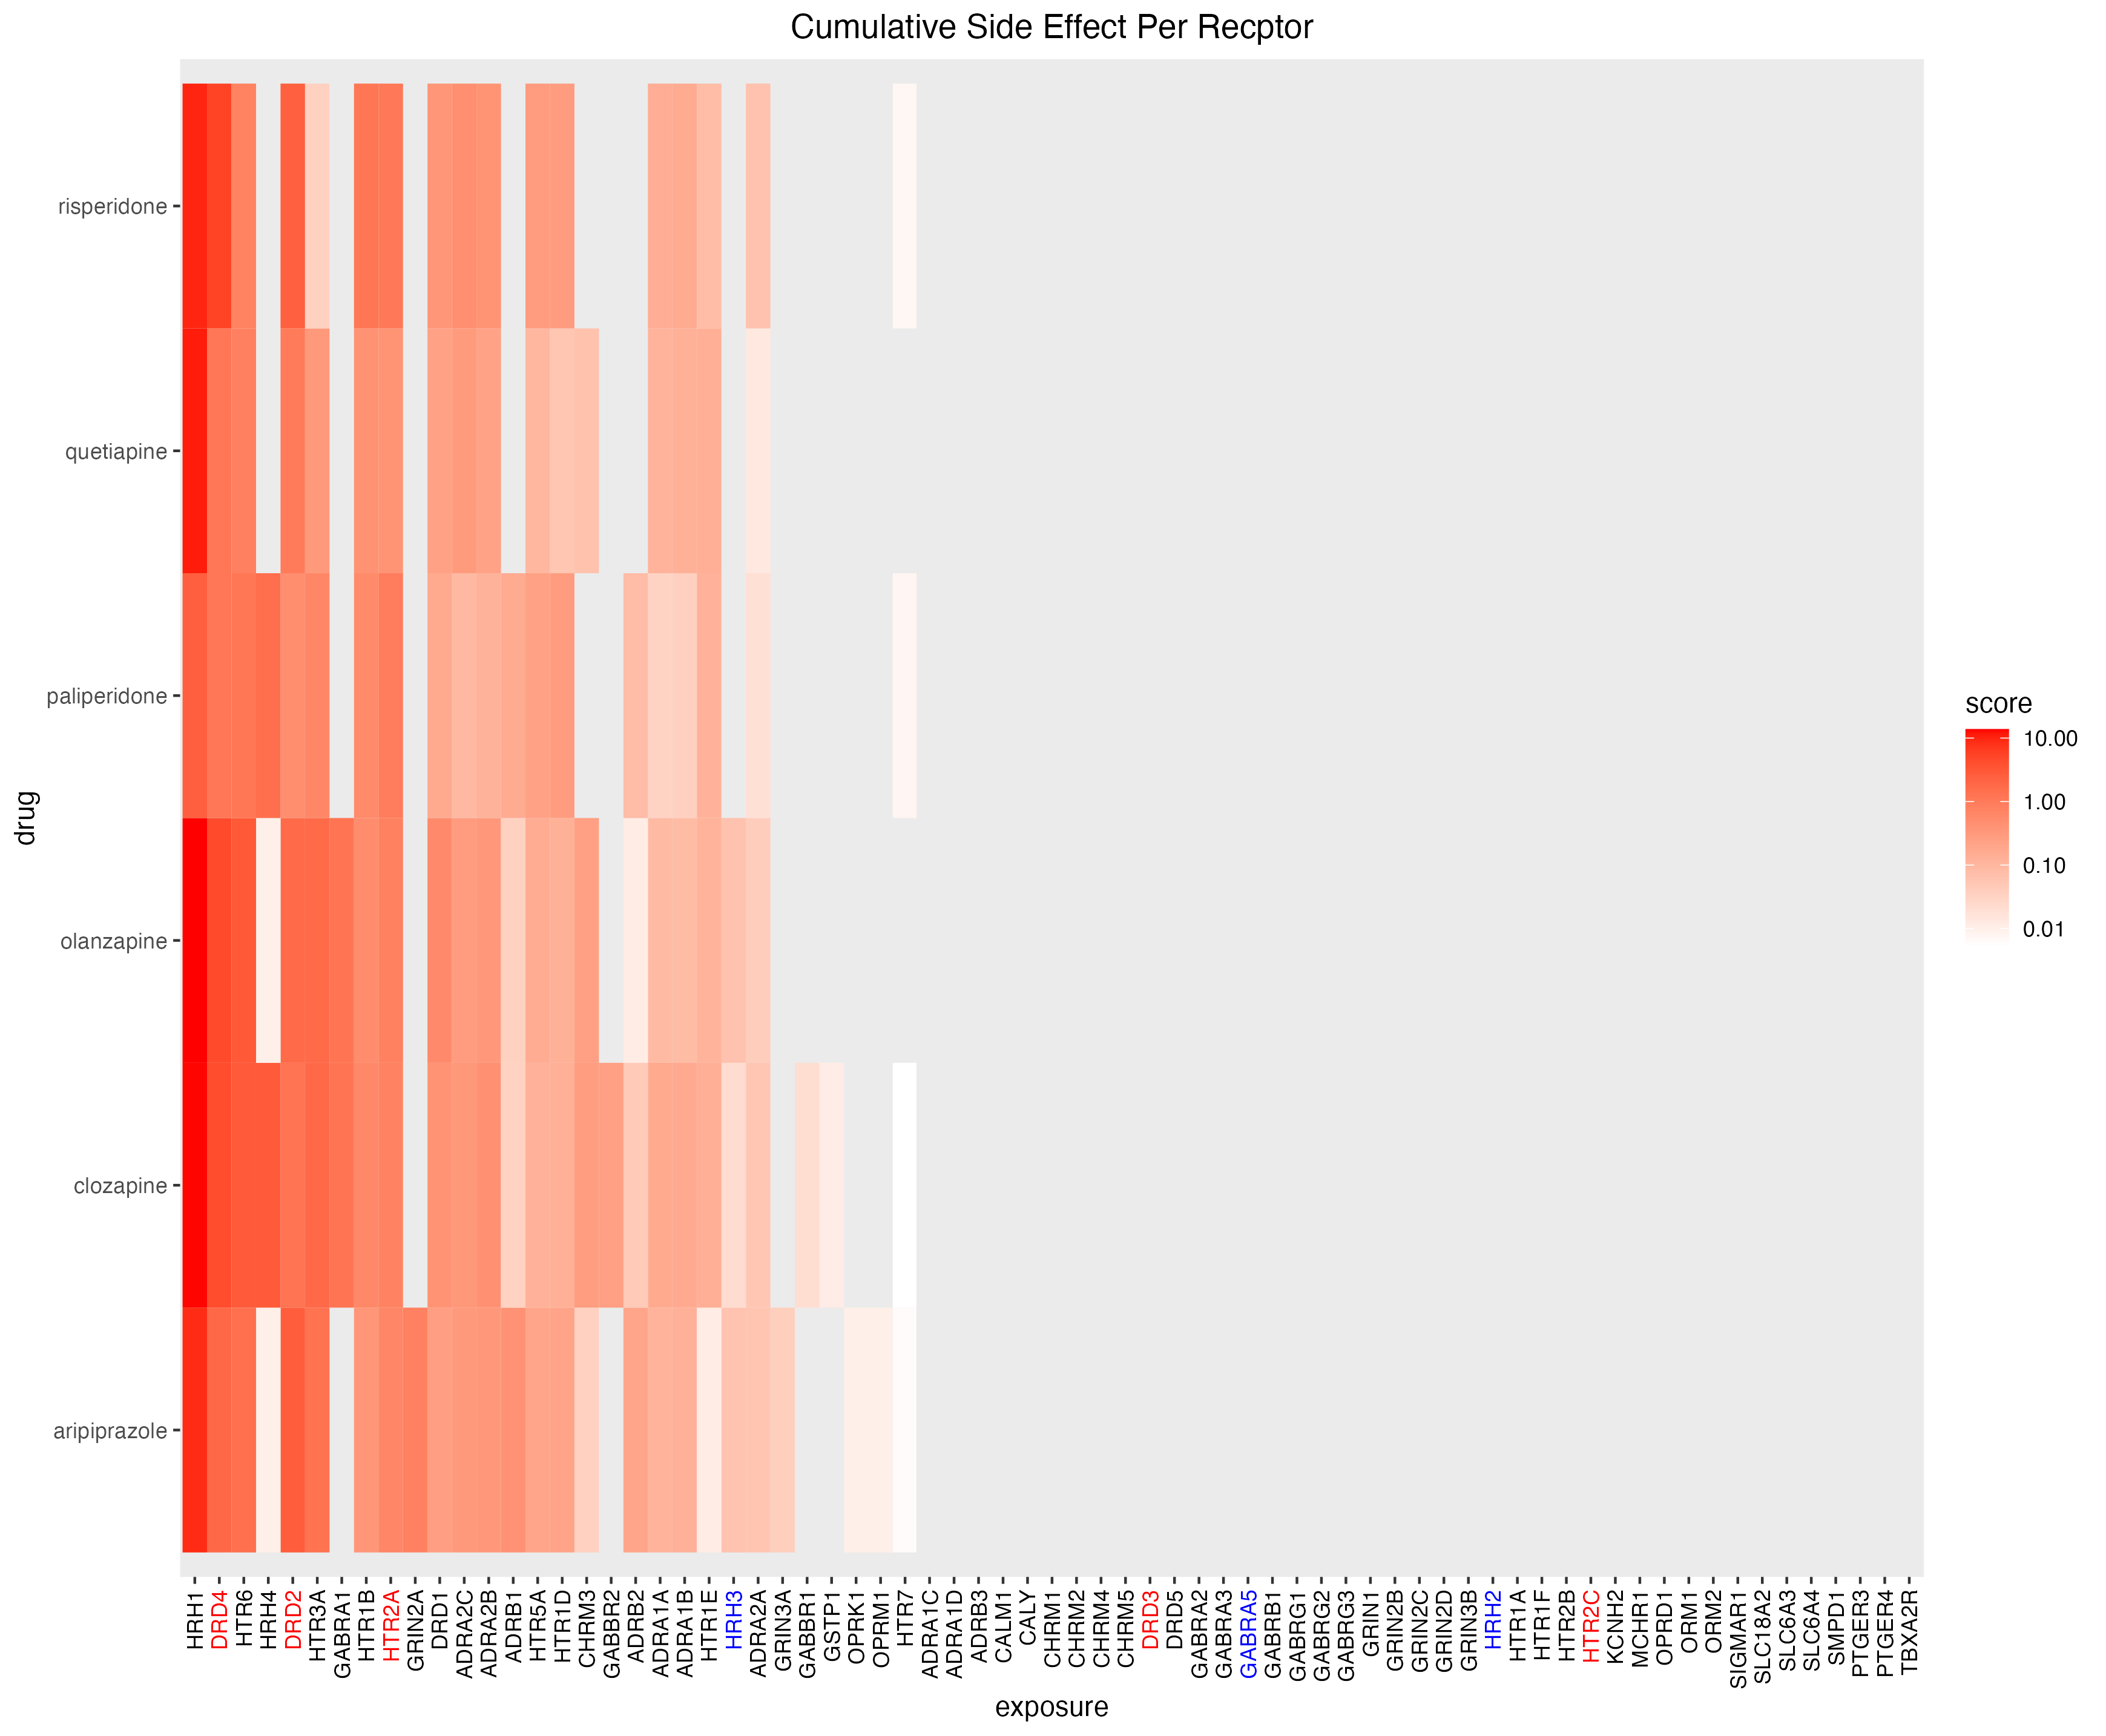 Cumulative Side Effect Per Recptor
risperidone
quetiapine
paliperidone
olanzapine
clozapine
aripiprazole
drug
HRH1
DRD4
HTR6
HRH4
DRD2
HTR3A
GABRA1
HTR1B
HTR2A
GRIN2A
DRD1
ADRA2C
ADRA2B
ADRB1
HTR5A
HTR1D
CHRM3
GABBR2
ADRB2
ADRA1A
ADRA1B
HTR1E
HRH3
ADRA2A
GRIN3A
GABBR1
GSTP1
OPRK1
OPRM1
HTR7
ADRA1C
ADRA1D
ADRB3
CALM1
CALY
CHRM1
CHRM2
CHRM4
CHRM5
DRD3
DRD5
GABRA2
GABRA3
GABRA5
GABRB1
GABRG1
GABRG2
GABRG3
GRIN1
GRIN2B
GRIN2C
GRIN2D
GRIN3B
HRH2
HTR1A
HTR1F
HTR2B
HTR2C
KCNH2
MCHR1
OPRD1
ORM1
ORM2
SIGMAR1
SLC18A2
SLC6A3
SLC6A4
SMPD1
PTGER3
PTGER4
TBXA2R
exposure
score
10.00
1.00
0.10
0.01